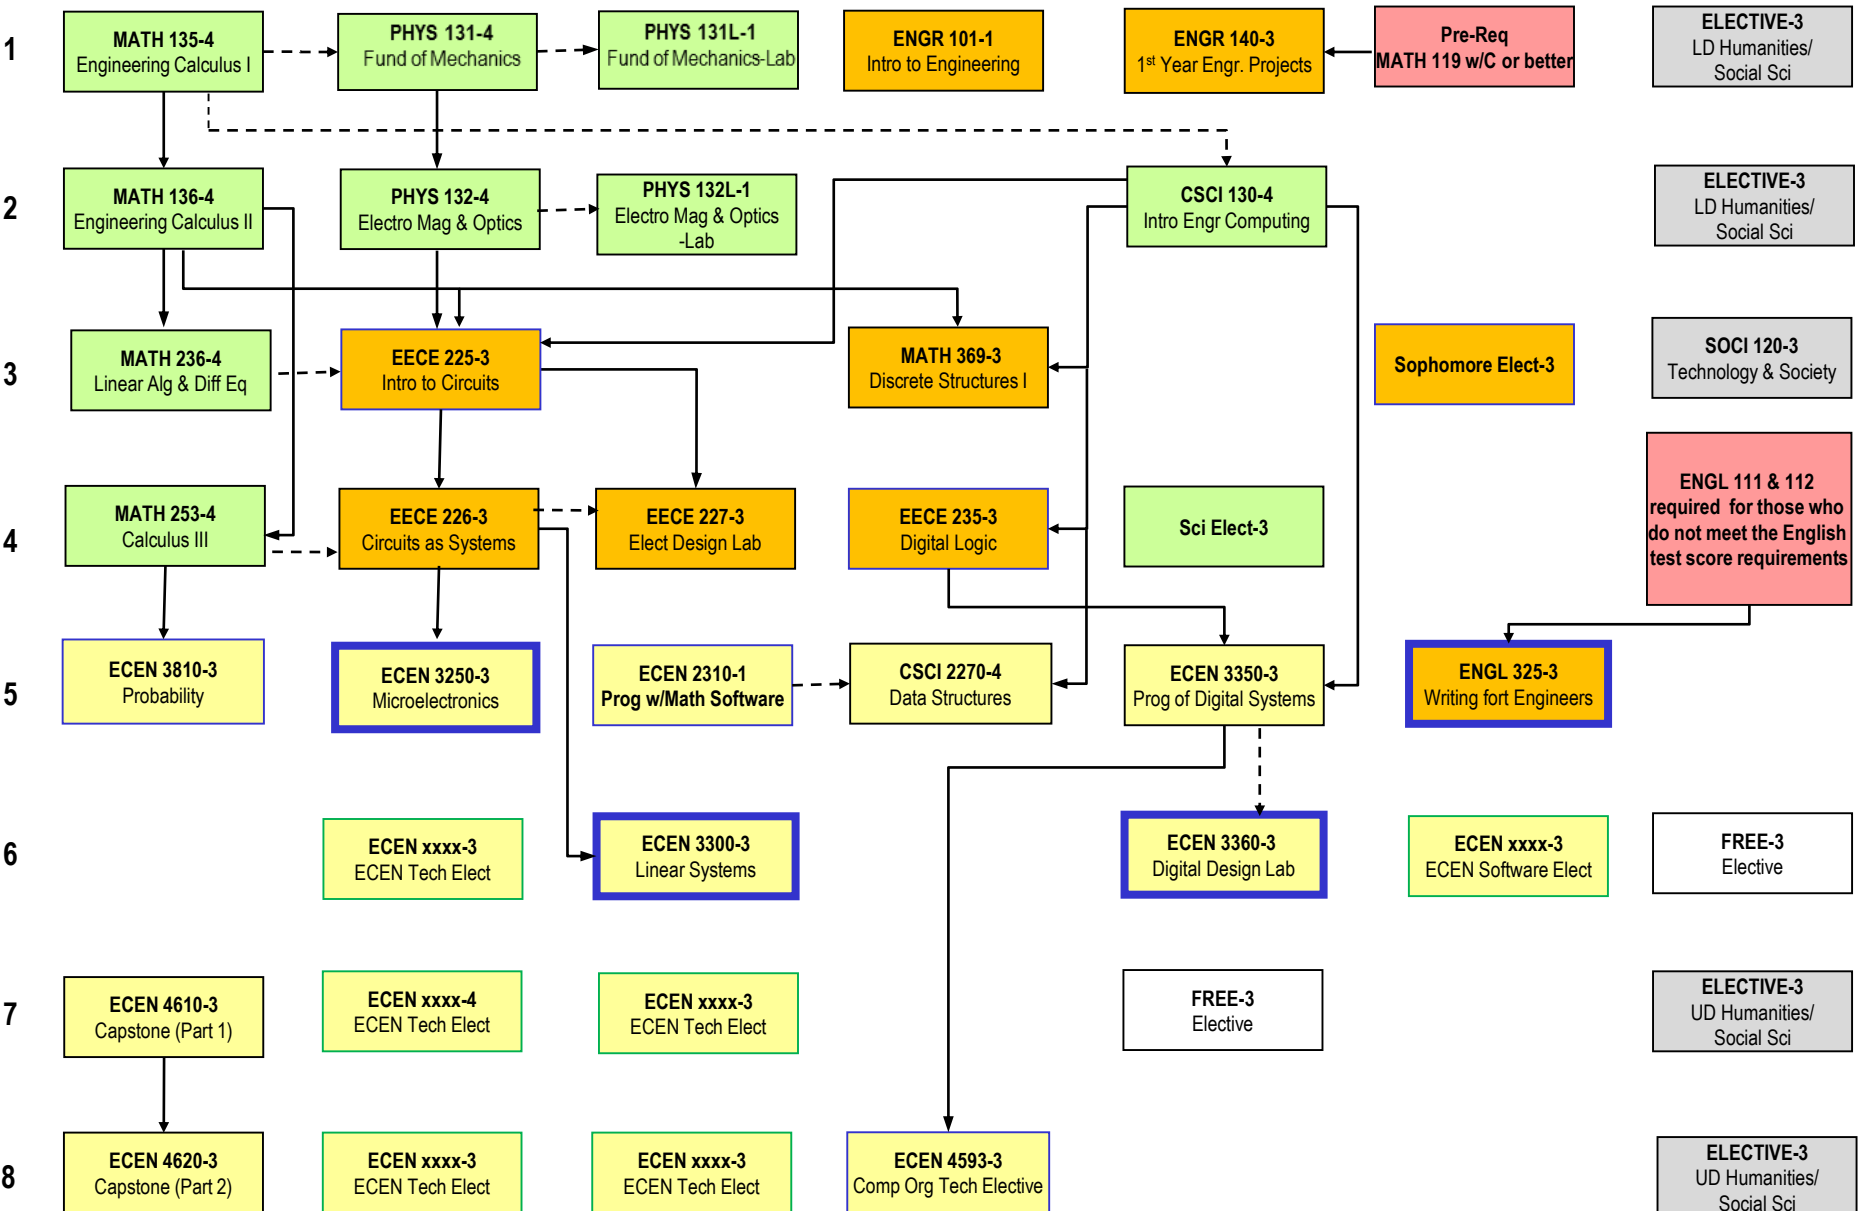 1
MATH 135-4
Engineering Calculus I
PHYS 131-4
Fund of Mechanics
PHYS 131L-1
Fund of Mechanics-Lab
ENGR 101-1
Intro to Engineering
ENGR 140-3
1st Year Engr. Projects
Pre-Req
MATH 119 w/C or better
ELECTIVE-3
LD Humanities/
Social Sci
2
MATH 136-4
Engineering Calculus II
PHYS 132-4
Electro Mag & Optics
PHYS 132L-1
Electro Mag & Optics
-Lab
CSCI 130-4
Intro Engr Computing
ELECTIVE-3
LD Humanities/
Social Sci
3
MATH 236-4
Linear Alg & Diff Eq
EECE 225-3
Intro to Circuits
MATH 369-3
Discrete Structures I
Sophomore Elect-3
SOCI 120-3
Technology & Society
4
MATH 253-4
Calculus III
EECE 226-3
Circuits as Systems
EECE 227-3
Elect Design Lab
EECE 235-3
Digital Logic
Sci Elect-3
ENGL 111 & 112
required for those who
do not meet the English
test score requirements
5
ECEN 3810-3
Probability
ECEN 3250-3
Microelectronics
ECEN 2310-1
Prog w/Math Software
CSCI 2270-4
Data Structures
ECEN 3350-3
Prog of Digital Systems
ENGL 325-3
Writing fort Engineers
6
ECEN xxxx-3
ECEN Tech Elect
ECEN 3300-3
Linear Systems
ECEN 3360-3
Digital Design Lab
ECEN xxxx-3
ECEN Software Elect
FREE-3
Elective
7
ECEN 4610-3
Capstone (Part 1)
ECEN xxxx-4
ECEN Tech Elect
ECEN xxxx-3
ECEN Tech Elect
FREE-3
Elective
ELECTIVE-3
UD Humanities/
Social Sci
8
ECEN 4620-3
Capstone (Part 2)
ECEN xxxx-3
ECEN Tech Elect
ECEN xxxx-3
ECEN Tech Elect
ECEN 4593-3
Comp Org Tech Elective
ELECTIVE-3
UD Humanities/
Social Sci